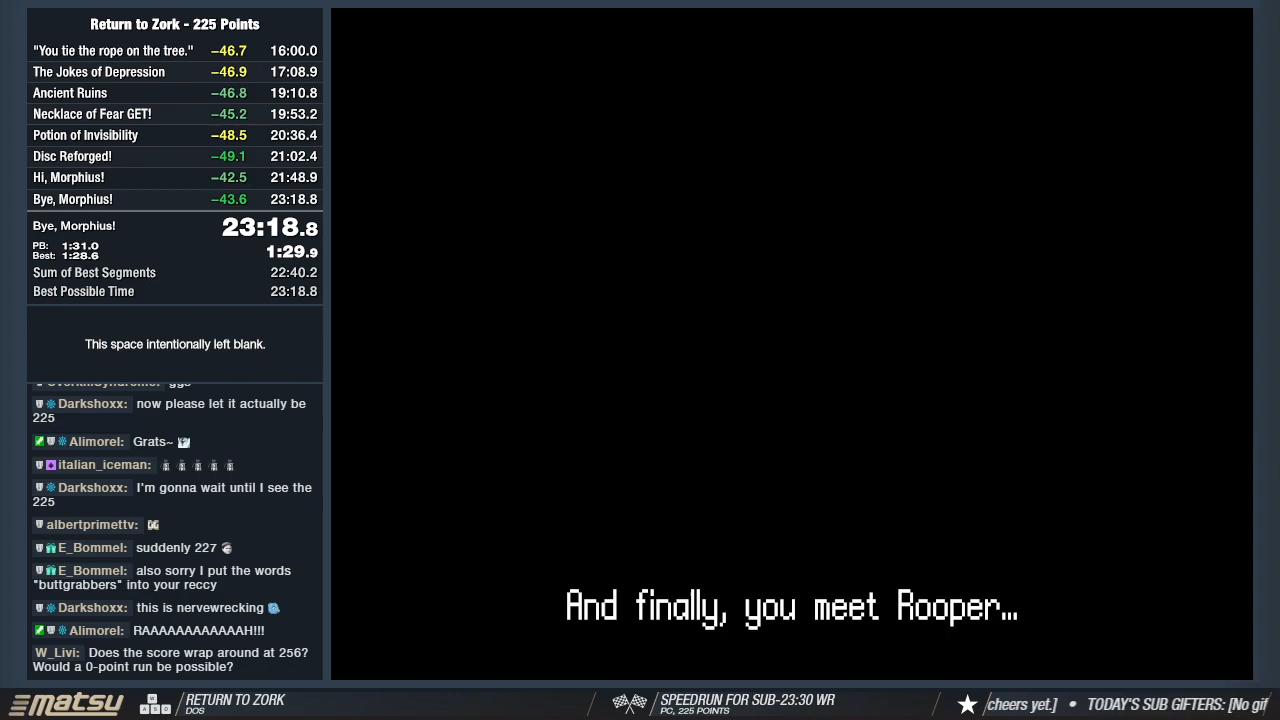 Return to Zork - 225 Points
"You tie the rope on the tree." −46.7 16:00.0
The Jokes of Depression −46.9 17:08.9
Ancient Ruins −46.8 19:10.8
Necklace of Fear GET! −45.2 19:53.2
Potion of Invisibility −48.5 20:36.4
Disc Reforged! −49.1 21:02.4
Hi, Morphius! −42.5 21:48.9
Bye, Morphius! −43.6 23:18.8
Bye, Morphius! 23:18.8
PB: 1:31.0
Best: 1:28.6 1:29.9
Sum of Best Segments 22:40.2
Best Possible Time 23:18.8
This space intentionally left blank.
Darkshoxx: now please let it actually be
225
Alimorel: Grats~
italian_iceman:
Darkshoxx: I'm gonna wait until I see the
225
albertprimettv:
E_Bommel: suddenly 227
E_Bommel: also sorry I put the words
"buttgrabbers" into your reccy
Darkshoxx: this is nervewrecking
Alimorel: RAAAAAAAAAAAAH!!!
W_Livi: Does the score wrap around at 256?
Would a 0-point run be possible?
And finally, you meet Rooper...
matsu
W
A S D
RETURN TO ZORK
DOS
SPEEDRUN FOR SUB-23:30 WR
PC, 225 POINTS
cheers yet.] • TODAY'S SUB GIFTERS: [No gif